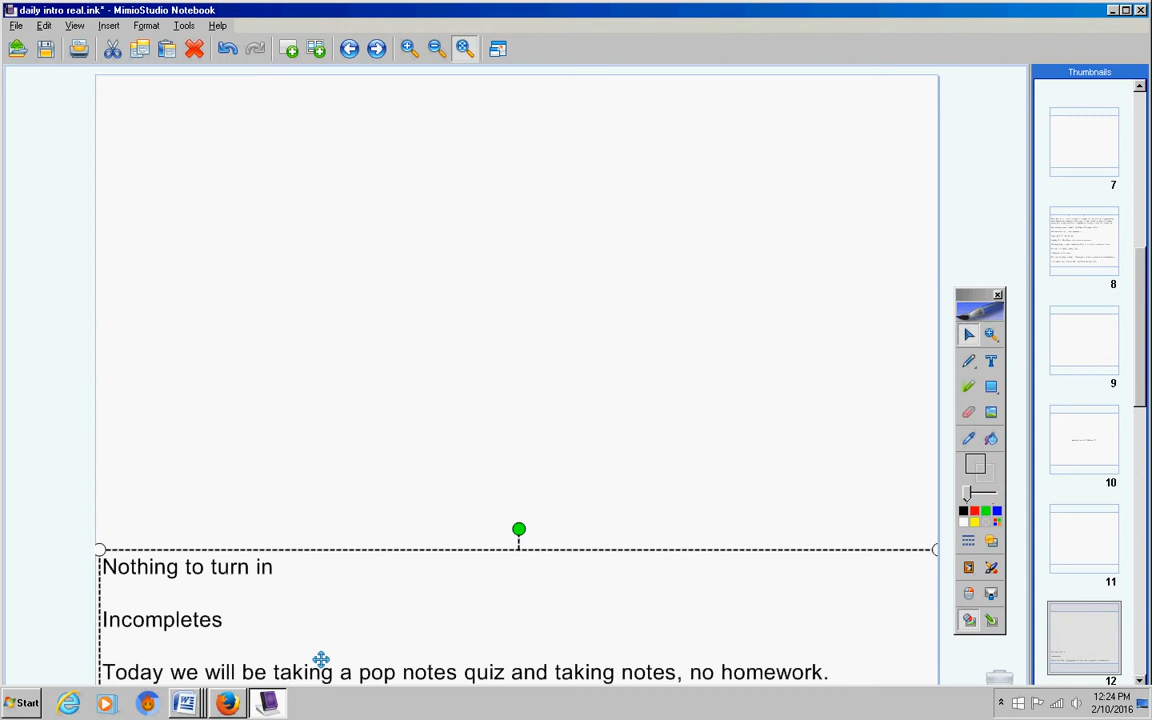 daily intro real.ink* - MimioStudio Notebook
File Edit View Insert Format Tools Help
Thumbnails
7
8
9
10
11
12
Nothing to turn in
Incompletes
Today we will be taking a pop notes quiz and taking notes, no homework.
Start
12:24 PM
2/10/2016